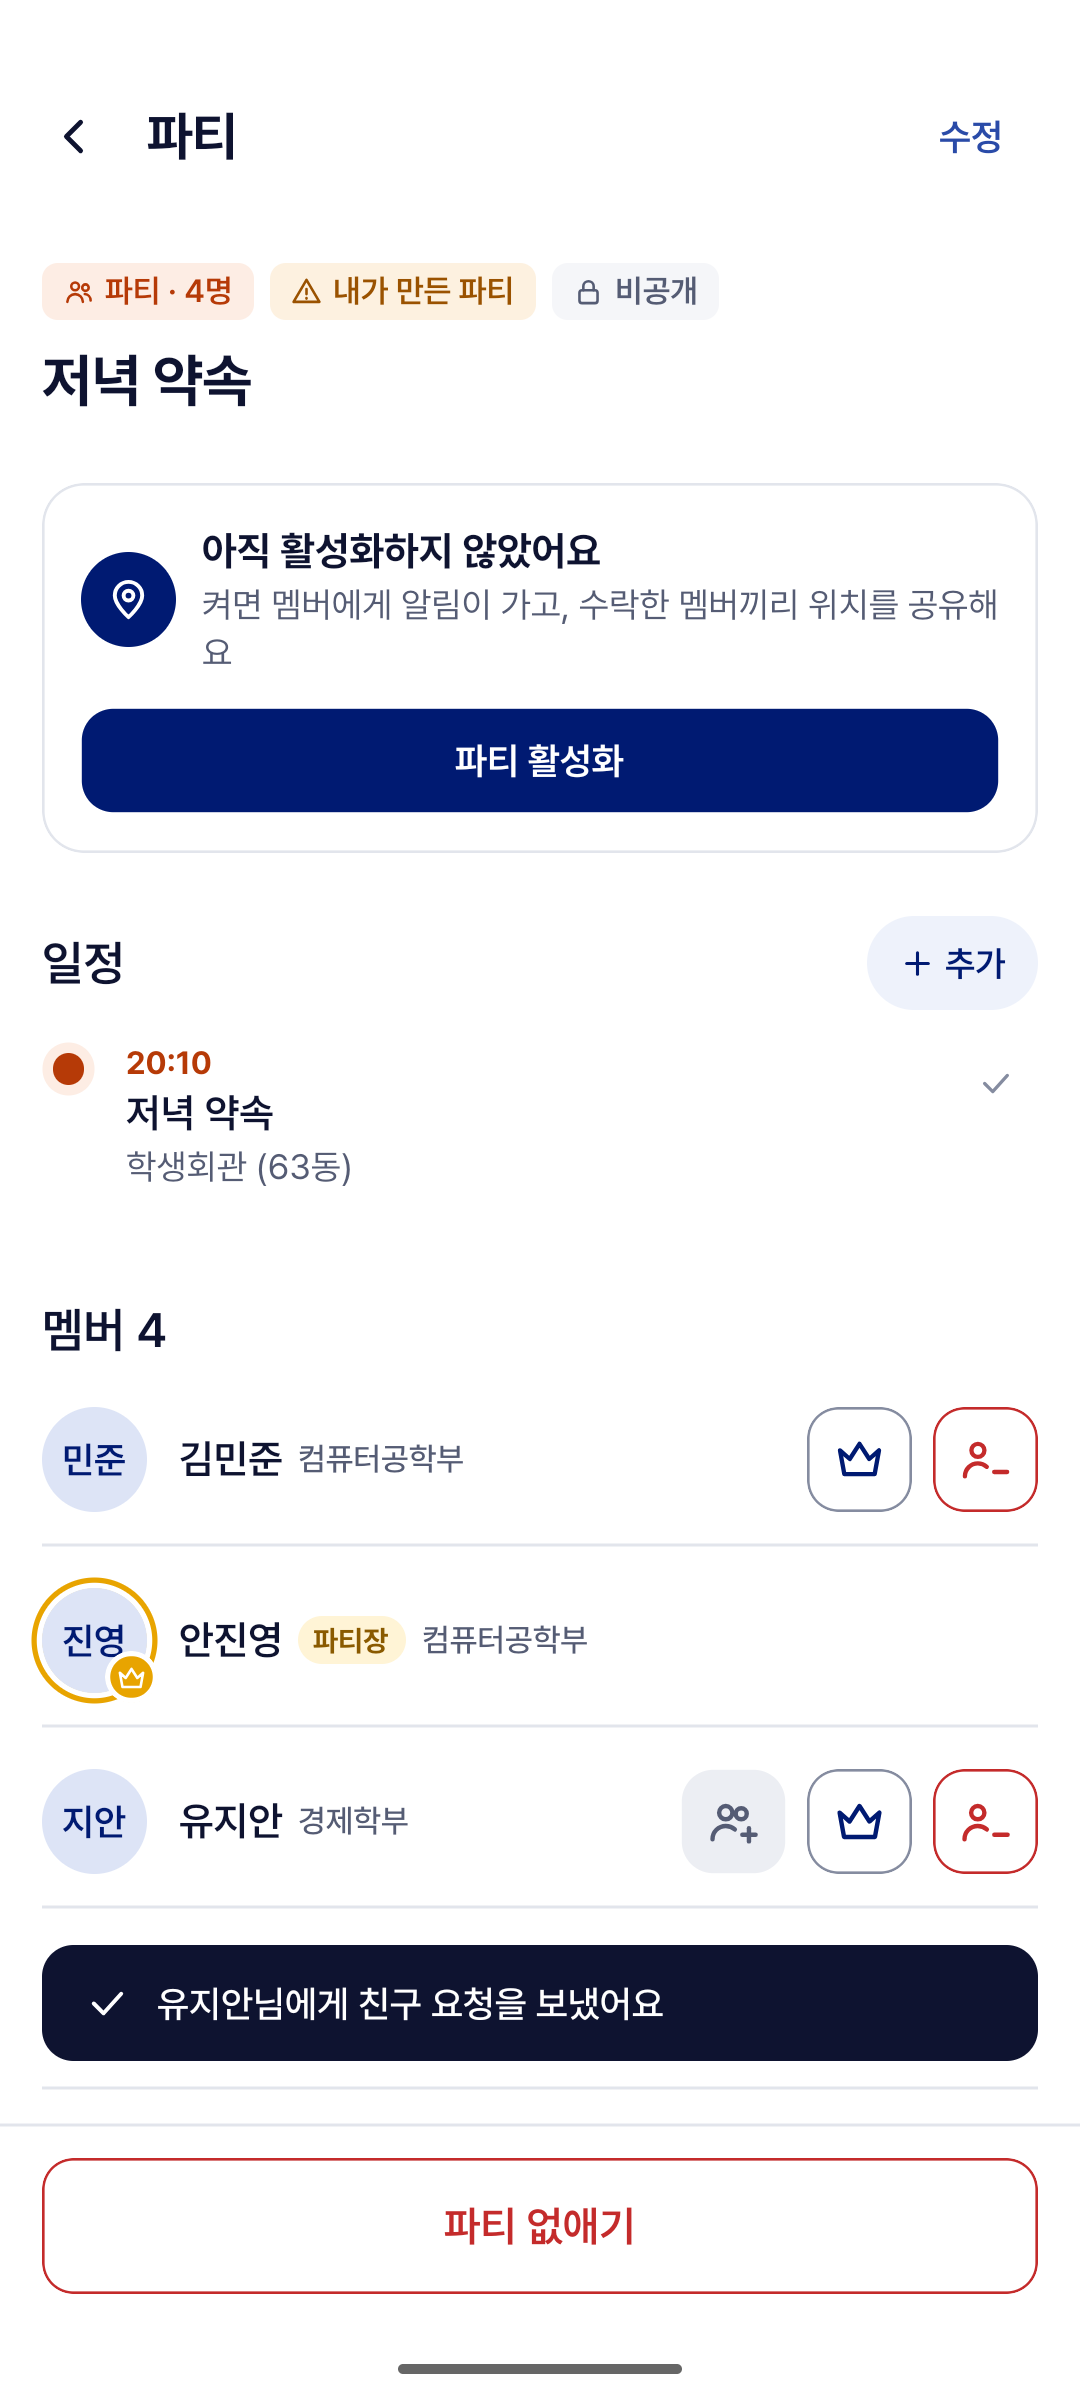 파티
수정
파티 · 4명
내가 만든 파티
비공개
저녁 약속
아직 활성화하지 않았어요
켜면 멤버에게 알림이 가고, 수락한 멤버끼리 위치를 공유해
요
파티 활성화
일정
추가
20:10
저녁 약속
학생회관 (63동)
멤버 4
민준
김민준 컴퓨터공학부
진영
안진영 파티장 컴퓨터공학부
지안
유지안 경제학부
유지안님에게 친구 요청을 보냈어요
파티 없애기